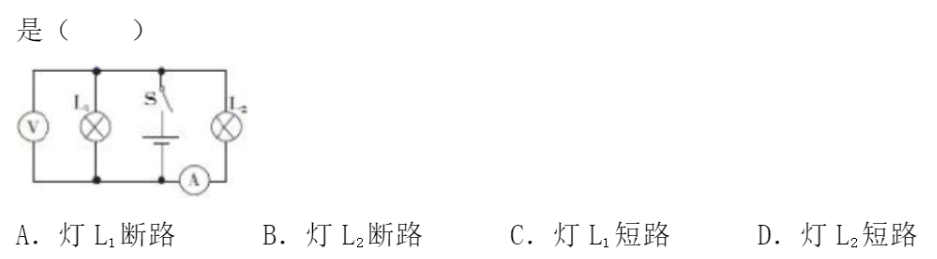 是（　　）
L₁ S L₂
V
A
A．灯 L₁断路 B．灯 L₂断路 C．灯 L₁短路 D．灯 L₂短路